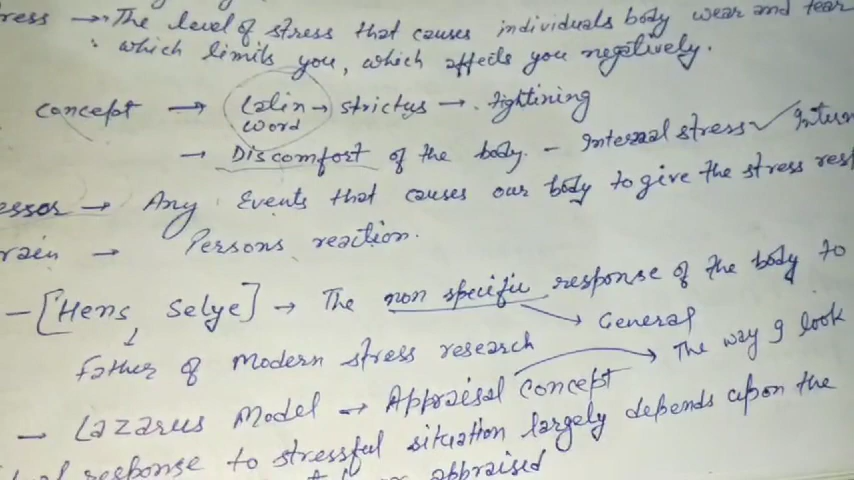 ress → The level of stress that causes individuals body wear and tear
which limits you, which affects you negatively.
concept → Latin word → strictus → Tightining
→ Discomfort of the body. - Internal stress ✓ Intern
essor → Any Events that causes our body to give the stress res
rain → Persons reaction.
- [Hens Selye] → The non specific response of the body to
→ General
↓
father of Modern stress research
- Lazarus Model → Appraisal concept → The way I look
response to stressful situation largely depends upon the
appraised